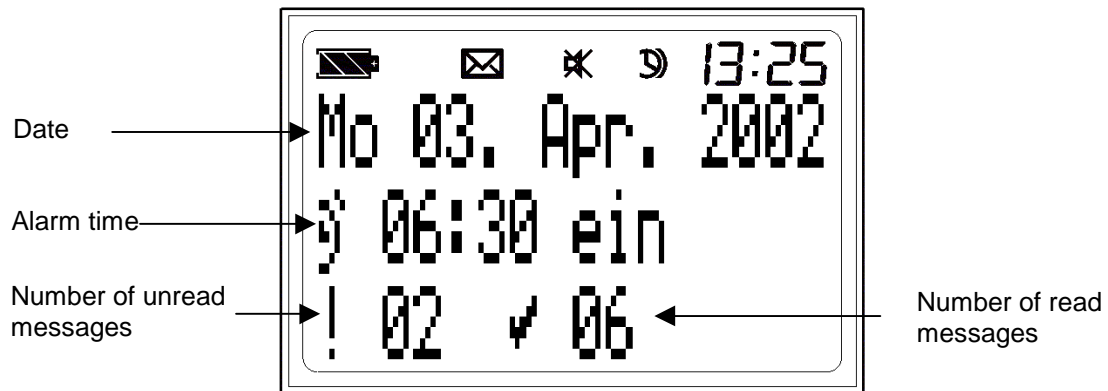 13:25
Date
Mo 03. Apr. 2002
Alarm time
06:30 ein
Number of unread
messages
! 02 ✔ 06
Number of read
messages